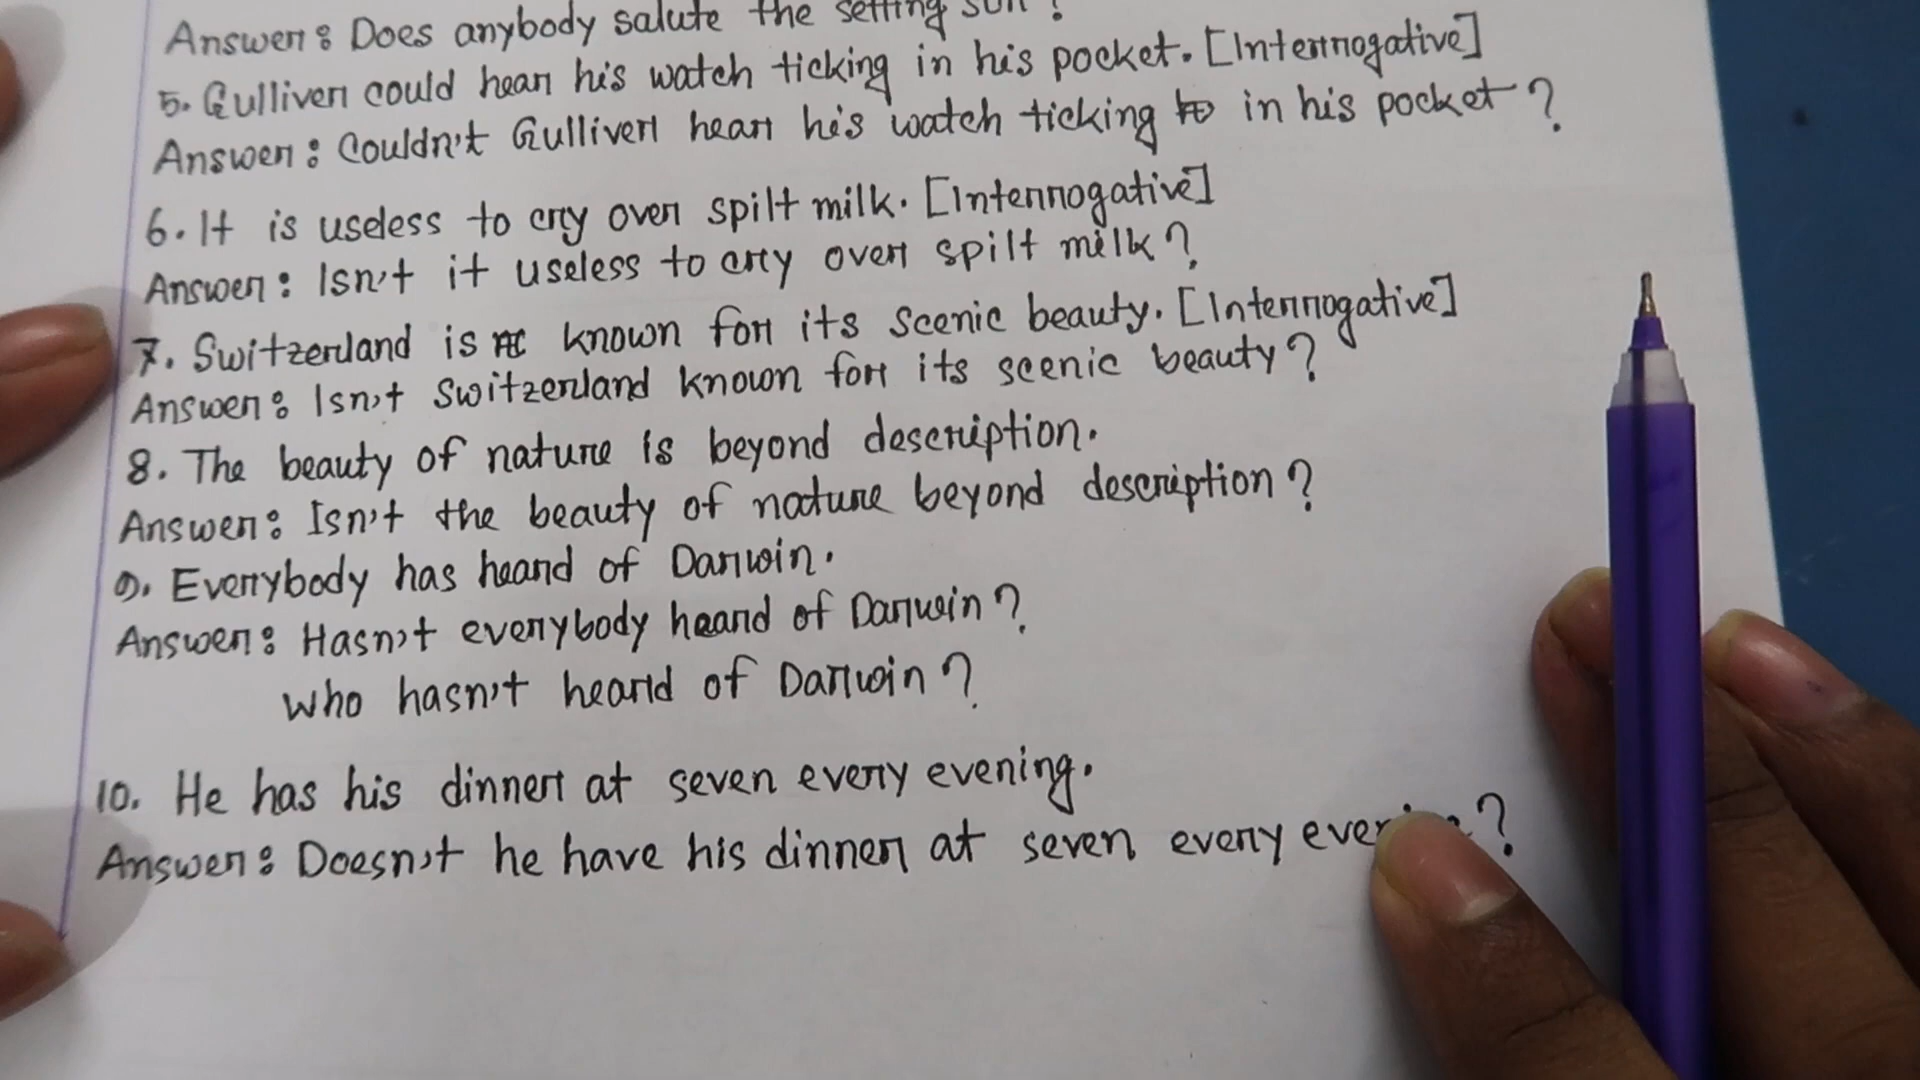 Answer: Does anybody salute the setting sun?
5. Gulliver could hear his watch ticking in his pocket. [Interrogative]
Answer: Couldn't Gulliver hear his watch ticking in his pocket?
6. It is useless to cry over spilt milk. [Interrogative]
Answer: Isn't it useless to cry over spilt milk?
7. Switzerland is known for its scenic beauty. [Interrogative]
Answer: Isn't Switzerland known for its scenic beauty?
8. The beauty of nature is beyond description.
Answer: Isn't the beauty of nature beyond description?
9. Everybody has heard of Darwin.
Answer: Hasn't everybody heard of Darwin?
Who hasn't heard of Darwin?
10. He has his dinner at seven every evening.
Answer: Doesn't he have his dinner at seven every evening?